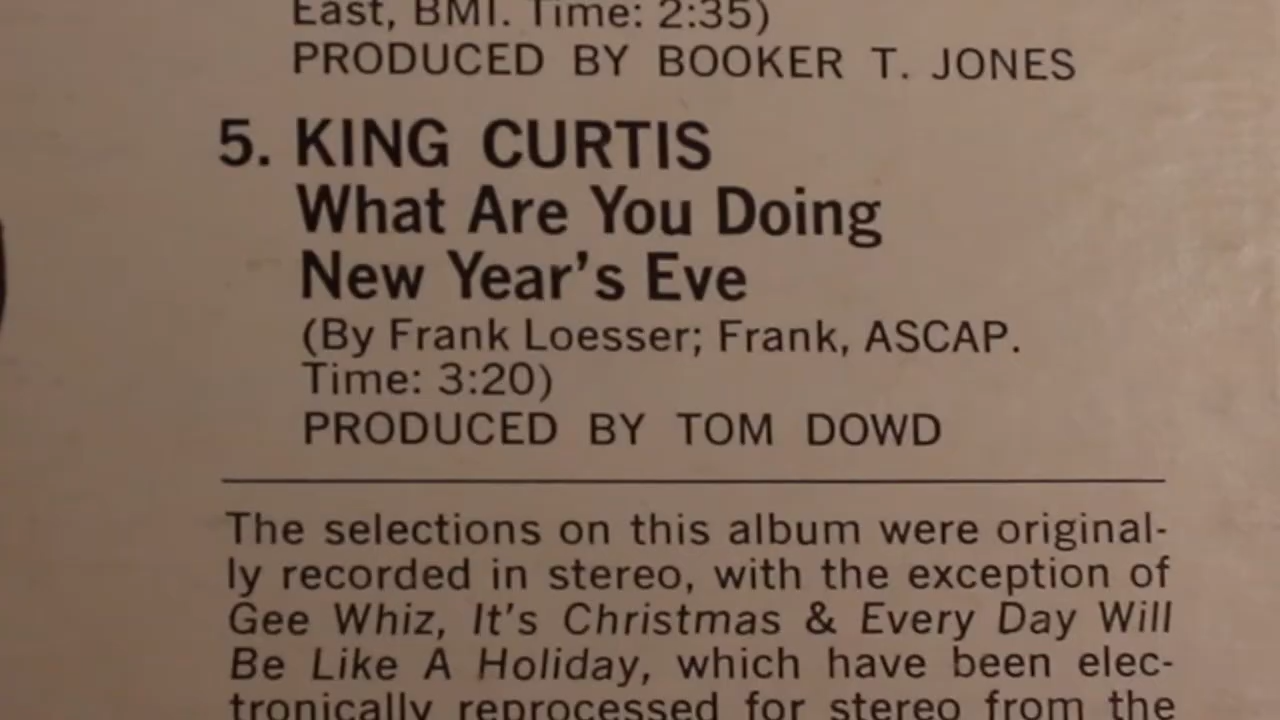 East, BMI. Time: 2:35)
PRODUCED BY BOOKER T. JONES
5. KING CURTIS
What Are You Doing
New Year's Eve
(By Frank Loesser; Frank, ASCAP.
Time: 3:20)
PRODUCED BY TOM DOWD
The selections on this album were original-
ly recorded in stereo, with the exception of
Gee Whiz, It's Christmas & Every Day Will
Be Like A Holiday, which have been elec-
tronically reprocessed for stereo from the